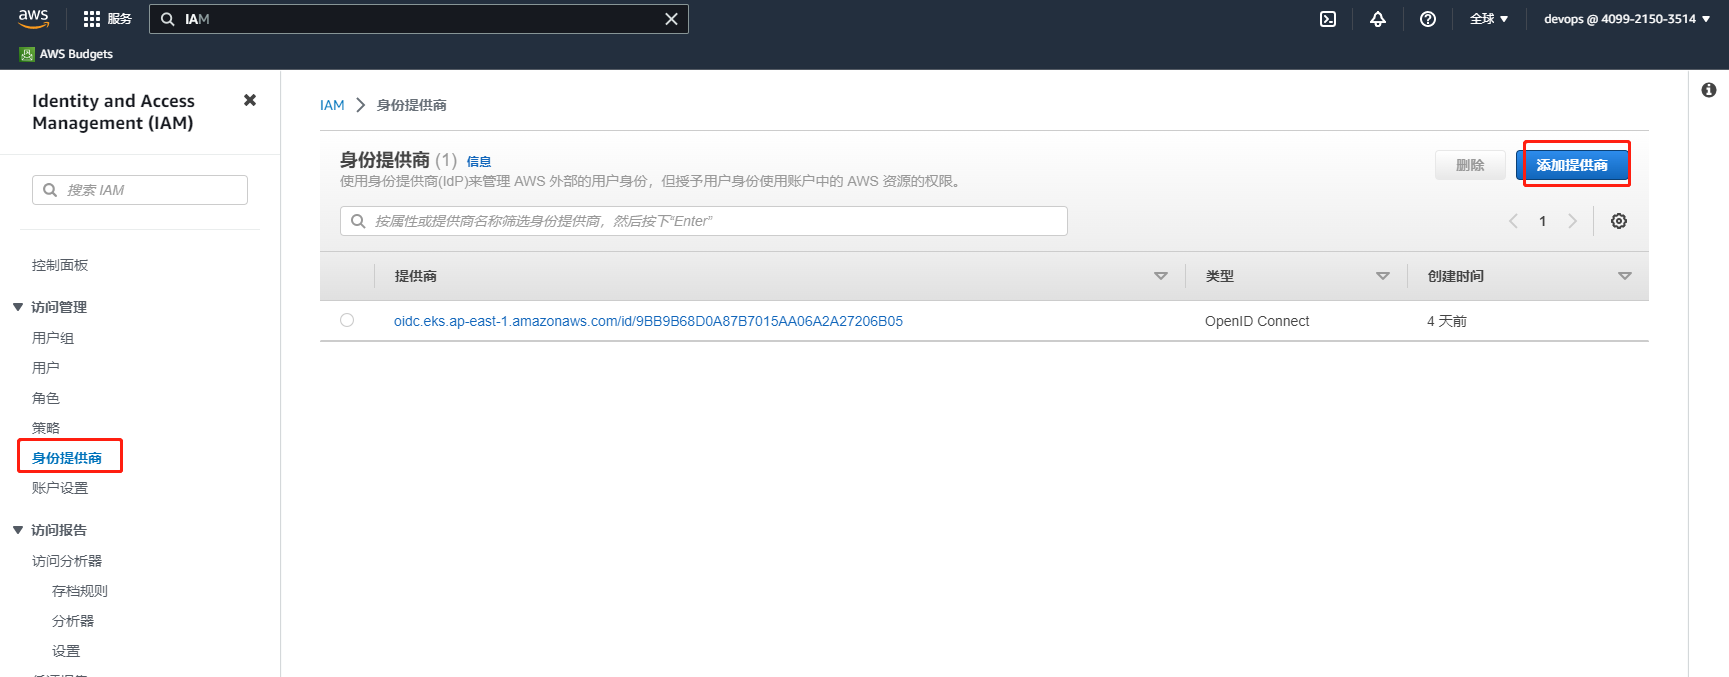 aws
服务
IAM
全球
devops @ 4099-2150-3514
AWS Budgets
Identity and Access
Management (IAM)
搜索 IAM
控制面板
访问管理
用户组
用户
角色
策略
身份提供商
账户设置
访问报告
访问分析器
存档规则
分析器
设置
IAM
身份提供商
身份提供商 (1) 信息
使用身份提供商(IdP)来管理 AWS 外部的用户身份，但授予用户身份使用账户中的 AWS 资源的权限。
删除
添加提供商
按属性或提供商名称筛选身份提供商，然后按下“Enter”
1
提供商 类型 创建时间
oidc.eks.ap-east-1.amazonaws.com/id/9BB9B68D0A87B7015AA06A2A27206B05 OpenID Connect 4 天前